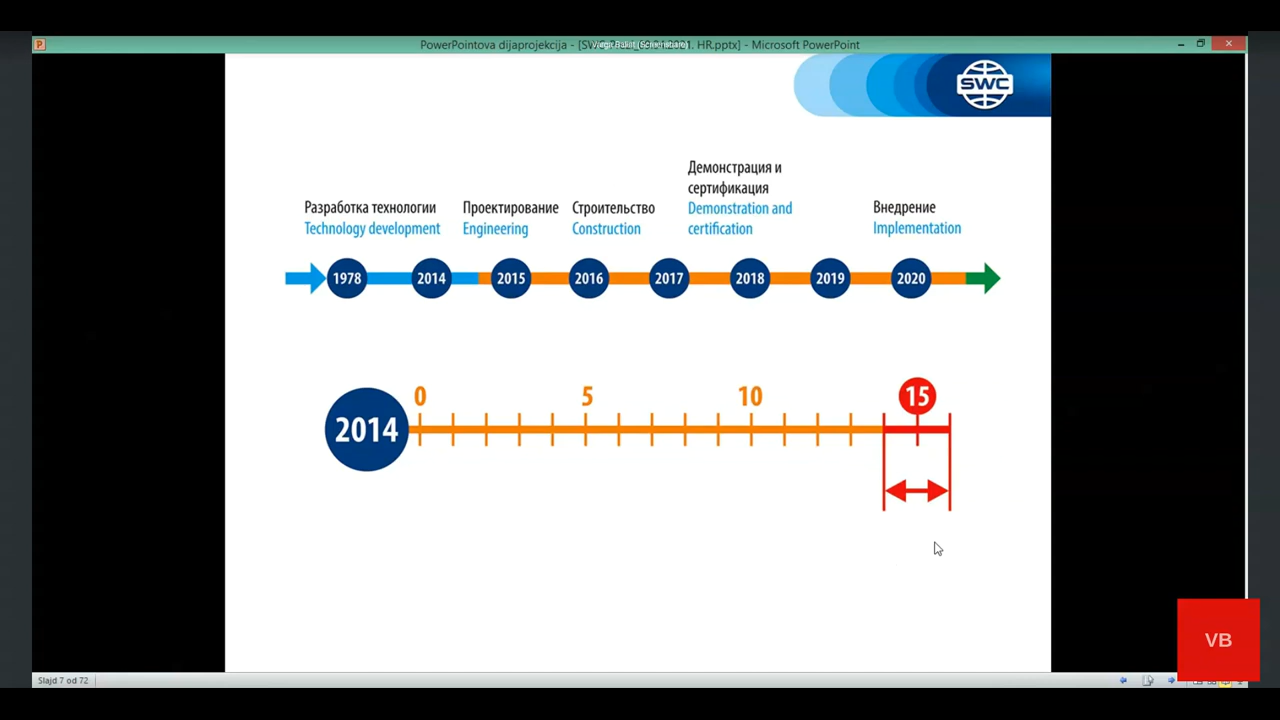 PowerPointova dijaprojekcija - [SWC HR.pptx] - Microsoft PowerPoint
SWC
Демонстрация и
сертификация
Demonstration and
certification
Разработка технологии
Technology development
Проектирование
Engineering
Строительство
Construction
Внедрение
Implementation
1978 2014 2015 2016 2017 2018 2019 2020
0 5 10 15
2014
VB
Slajd 7 od 72